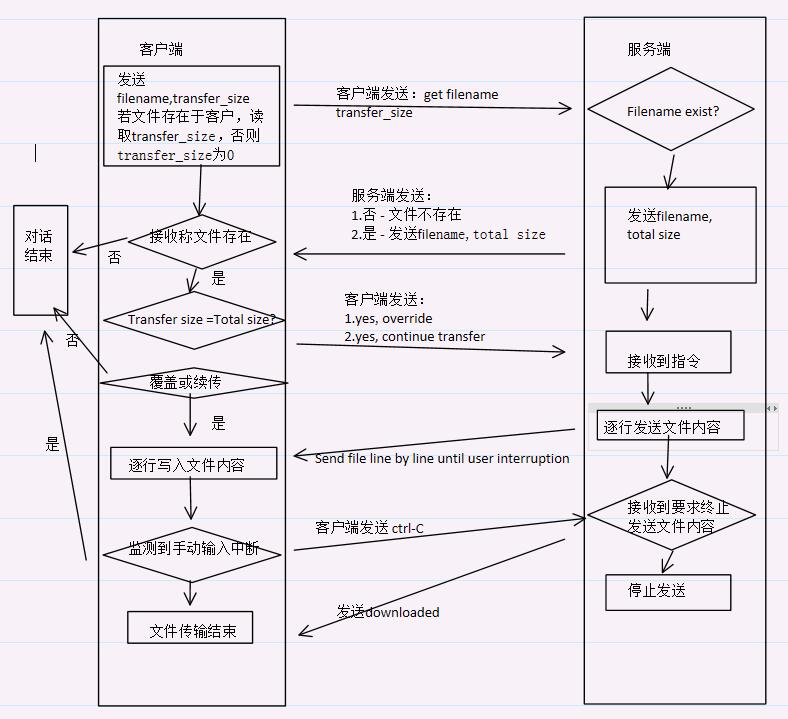 客户端
服务端
发送
filename,transfer_size
若文件存在于客户，读
取transfer_size，否则
transfer_size为0
客户端发送：get filename
transfer_size
Filename exist?
服务端发送：
1.否 - 文件不存在
2.是 - 发送filename, total size
发送filename,
total size
对话
结束
接收称文件存在
否
是
Transfer size =Total size?
客户端发送：
1.yes, override
2.yes, continue transfer
接收到指令
否
覆盖或续传
是
逐行发送文件内容
是
逐行写入文件内容
Send file line by line until user interruption
接收到要求终止
发送文件内容
客户端发送 ctrl-C
监测到手动输入中断
停止发送
发送downloaded
文件传输结束